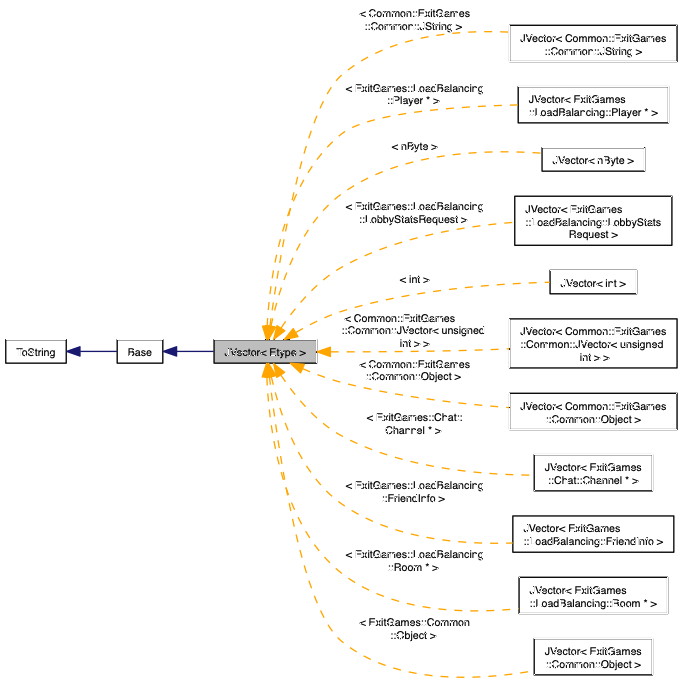 < Common::ExitGames
::Common::JString >
JVector< Common::ExitGames
::Common::JString >
< ExitGames::LoadBalancing
::Player * >
JVector< ExitGames
::LoadBalancing::Player * >
< nByte >
JVector< nByte >
< ExitGames::LoadBalancing
::LobbyStatsRequest >
JVector< ExitGames
::LoadBalancing::LobbyStats
Request >
< int >
JVector< int >
< Common::ExitGames
::Common::JVector< unsigned
int > >
JVector< Common::ExitGames
::Common::JVector< unsigned
int > >
ToString
Base
JVector< Etype >
< Common::ExitGames
::Common::Object >
JVector< Common::ExitGames
::Common::Object >
< ExitGames::Chat::
Channel * >
JVector< ExitGames
::Chat::Channel * >
< ExitGames::LoadBalancing
::FriendInfo >
JVector< ExitGames
::LoadBalancing::FriendInfo >
< ExitGames::LoadBalancing
::Room * >
JVector< ExitGames
::LoadBalancing::Room * >
< ExitGames::Common
::Object >
JVector< ExitGames
::Common::Object >